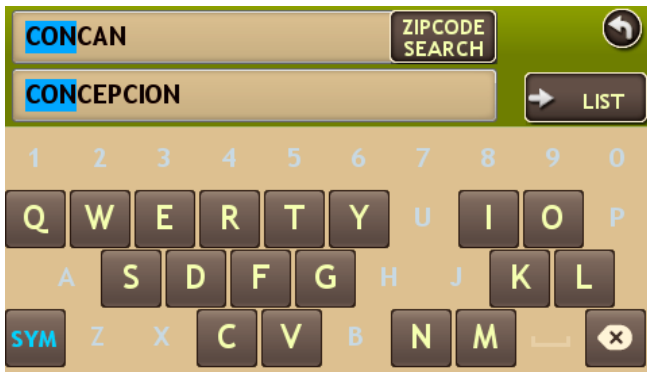 CONCAN
ZIPCODE
SEARCH
CONCEPCION
LIST
1 2 3 4 5 6 7 8 9 0
Q W E R T Y U I O P
A S D F G H J K L
SYM Z X C V B N M